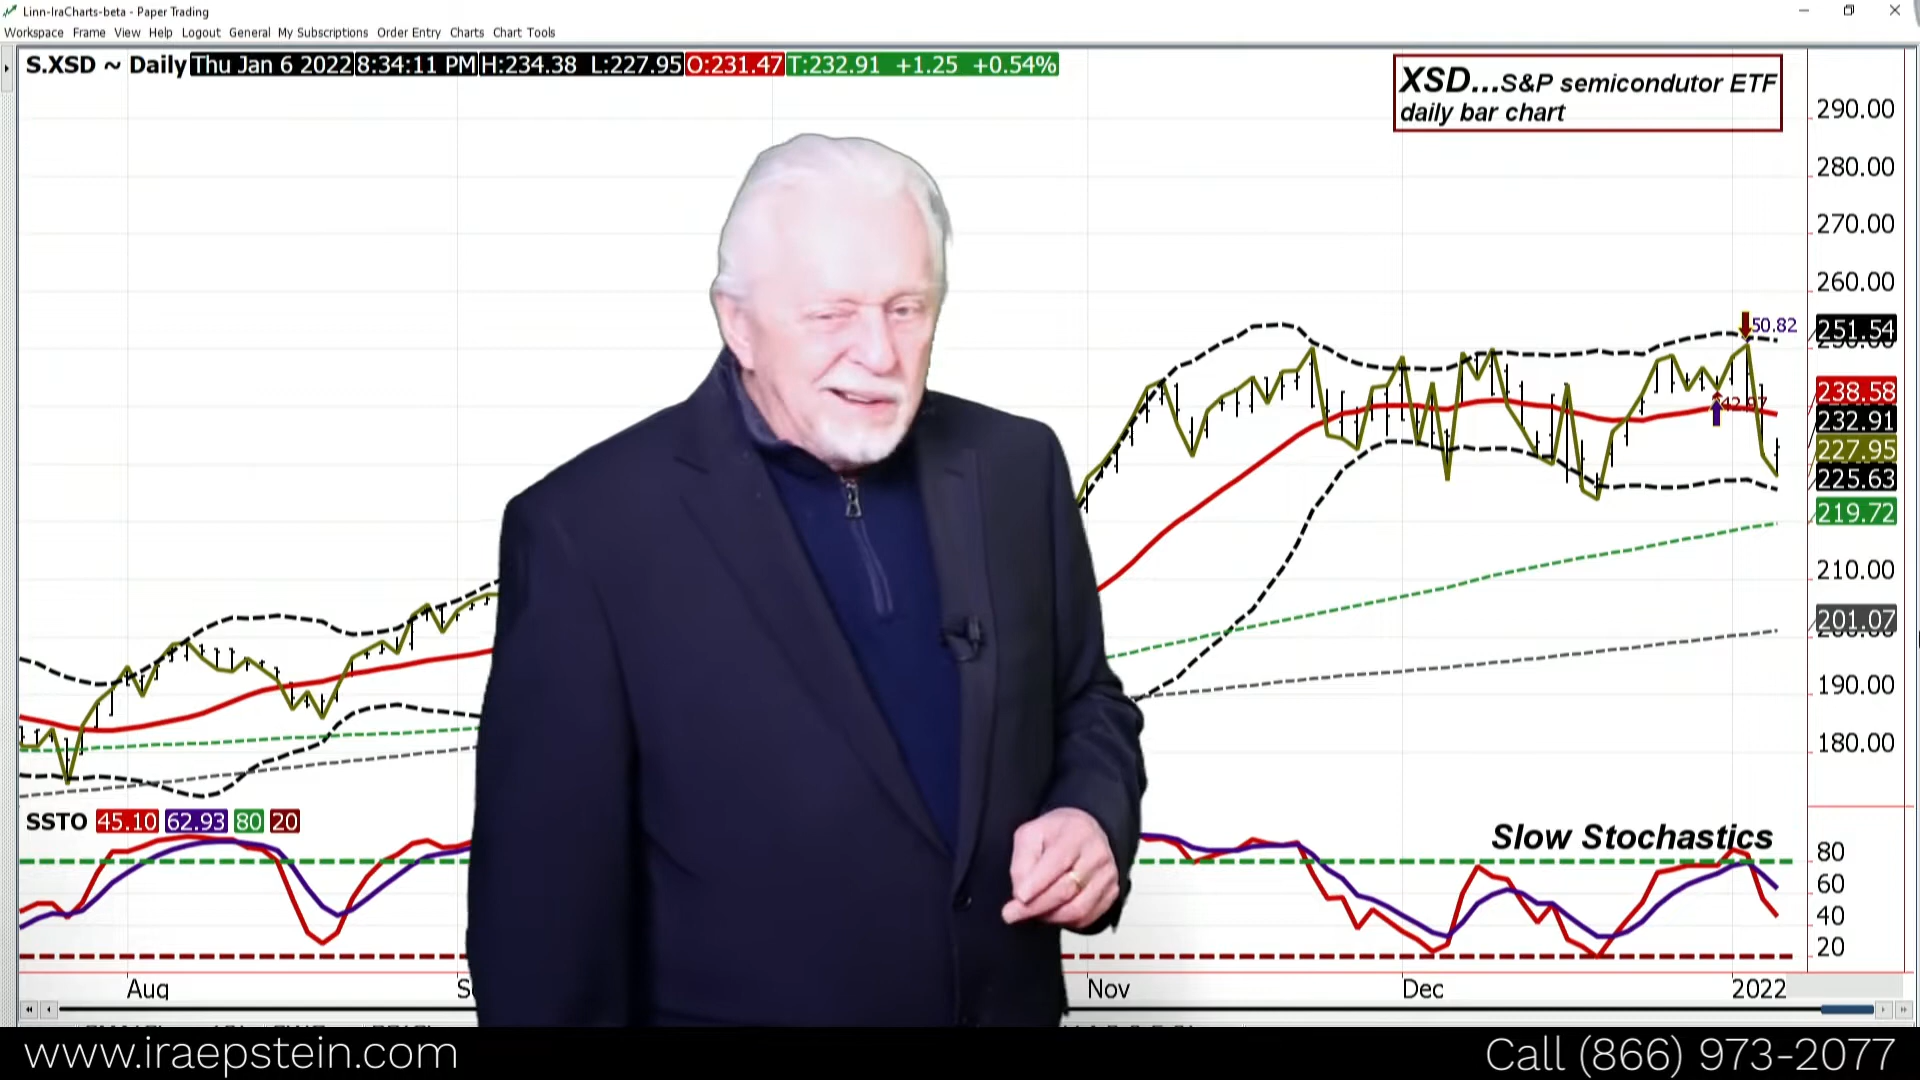 Linn-IraCharts-beta - Paper Trading
Workspace Frame View Help Logout General My Subscriptions Order Entry Charts Chart Tools
S.XSD ~ Daily Thu Jan 6 2022 8:34:11 PM H:234.38 L:227.95 O:231.47 T:232.91 +1.25 +0.54%
XSD...S&P semicondutor ETF
daily bar chart
290.00
280.00
270.00
260.00
50.82
251.54
238.58
232.91
227.95
225.63
219.72
210.00
201.07
190.00
180.00
SSTO 45.10 62.93 80 20
Slow Stochastics
80
60
40
20
Aug
Nov
Dec
2022
www.iraepstein.com
Call (866) 973-2077